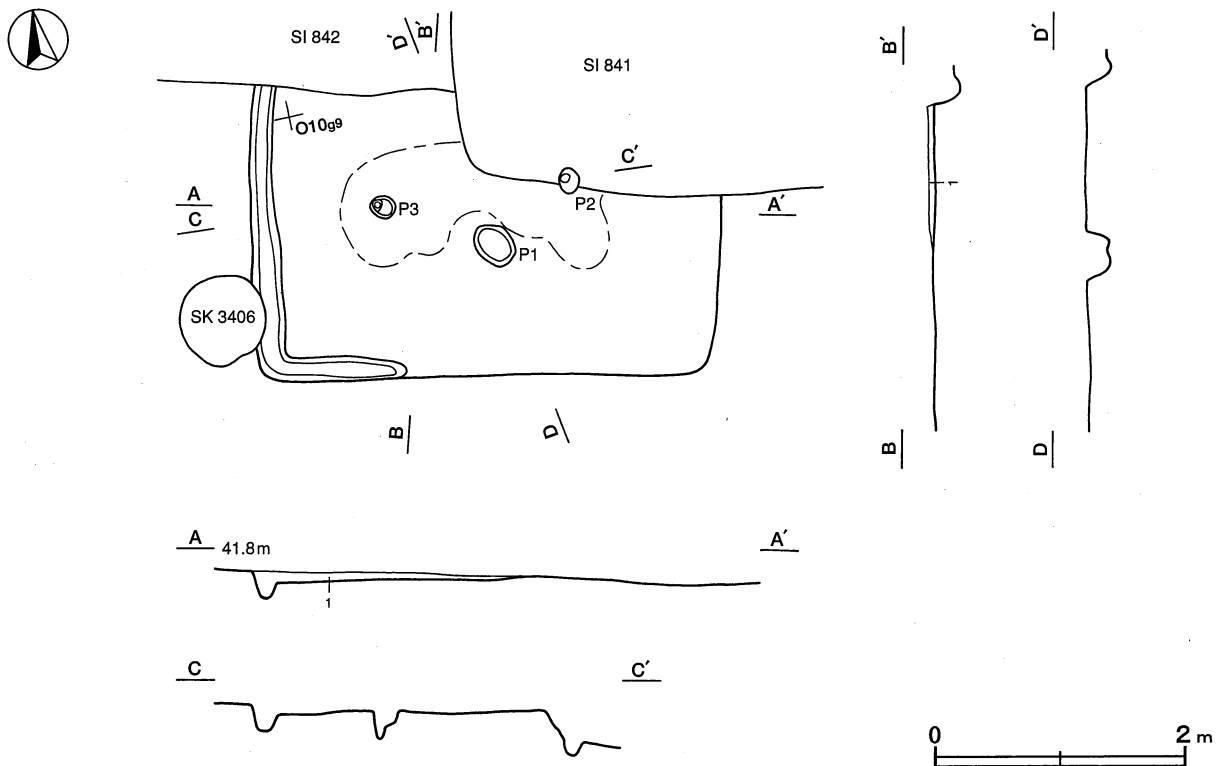 SI 842
D′
B′
SI 841
O10g9
C′
A
C
P3
P2
A′
P1
SK 3406
B
D
B′
D′
1
B
D
A
41.8m
A′
1
C
C′
0
2 m